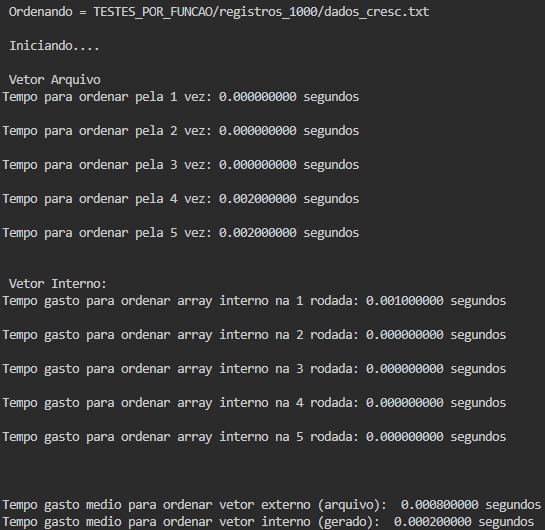 Ordenando = TESTES_POR_FUNCAO/registros_1000/dados_cresc.txt
Iniciando....
Vetor Arquivo
Tempo para ordenar pela 1 vez: 0.000000000 segundos
Tempo para ordenar pela 2 vez: 0.000000000 segundos
Tempo para ordenar pela 3 vez: 0.000000000 segundos
Tempo para ordenar pela 4 vez: 0.002000000 segundos
Tempo para ordenar pela 5 vez: 0.002000000 segundos
Vetor Interno:
Tempo gasto para ordenar array interno na 1 rodada: 0.001000000 segundos
Tempo gasto para ordenar array interno na 2 rodada: 0.000000000 segundos
Tempo gasto para ordenar array interno na 3 rodada: 0.000000000 segundos
Tempo gasto para ordenar array interno na 4 rodada: 0.000000000 segundos
Tempo gasto para ordenar array interno na 5 rodada: 0.000000000 segundos
Tempo gasto medio para ordenar vetor externo (arquivo):  0.000800000 segundos
Tempo gasto medio para ordenar vetor interno (gerado):  0.000200000 segundos